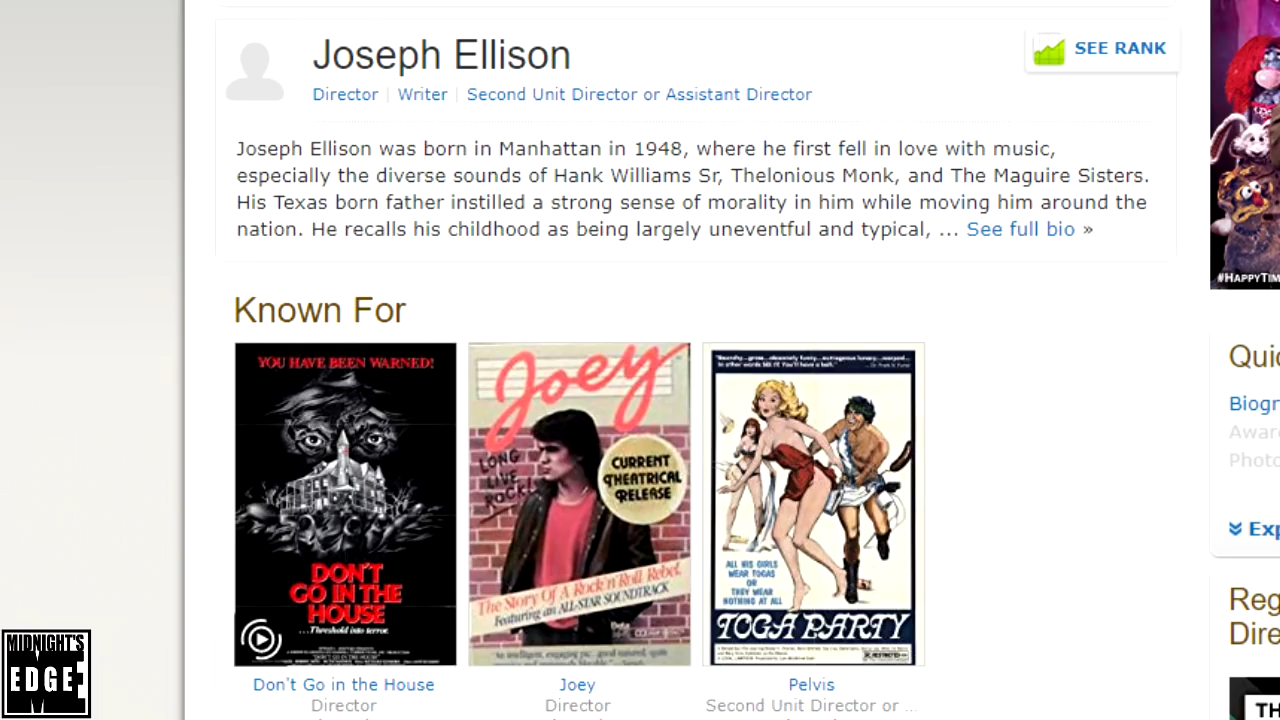 Joseph Ellison
SEE RANK
Director | Writer | Second Unit Director or Assistant Director
Joseph Ellison was born in Manhattan in 1948, where he first fell in love with music,
especially the diverse sounds of Hank Williams Sr, Thelonious Monk, and The Maguire Sisters.
His Texas born father instilled a strong sense of morality in him while moving him around the
nation. He recalls his childhood as being largely uneventful and typical, ... See full bio »
#HAPPYTIM
Known For
YOU HAVE BEEN WARNED!
DON'T
GO IN THE
HOUSE
...Threshold into terror.
Joey
LONG
LIVE
ROCK!
CURRENT
THEATRICAL
RELEASE
The Story Of A Rock'n'Roll Rebel.
Featuring an ALL-STAR SOUNDTRACK
Beta
ALL HIS GIRLS
WEAR TOGAS
OR
THEY WEAR
NOTHING AT ALL
TOGA PARTY
RESTRICTED
Don't Go in the House
Director
Joey
Director
Pelvis
Second Unit Director or ...
Quic
Biogr
Award
Photo
Exp
Reg
Dire
TH
MIDNIGHT'S
EDGE